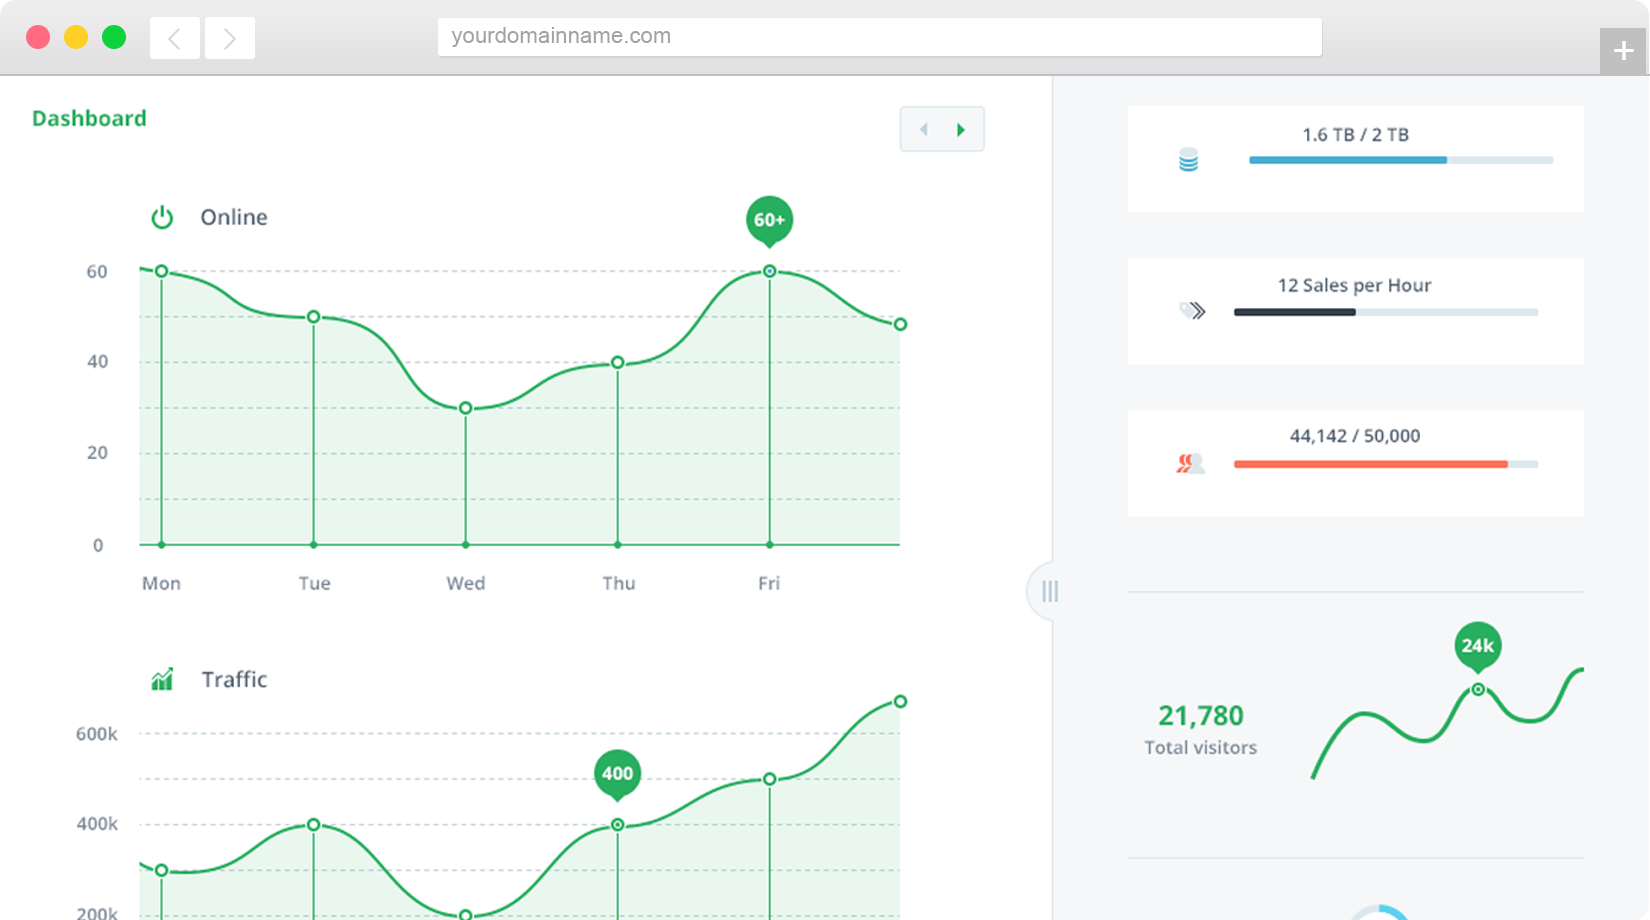 yourdomainname.com
+
Dashboard
Online
60+
60
40
20
0
Mon Tue Wed Thu Fri
Traffic
600k
400
400k
200k
1.6 TB / 2 TB
12 Sales per Hour
44,142 / 50,000
24k
21,780
Total visitors